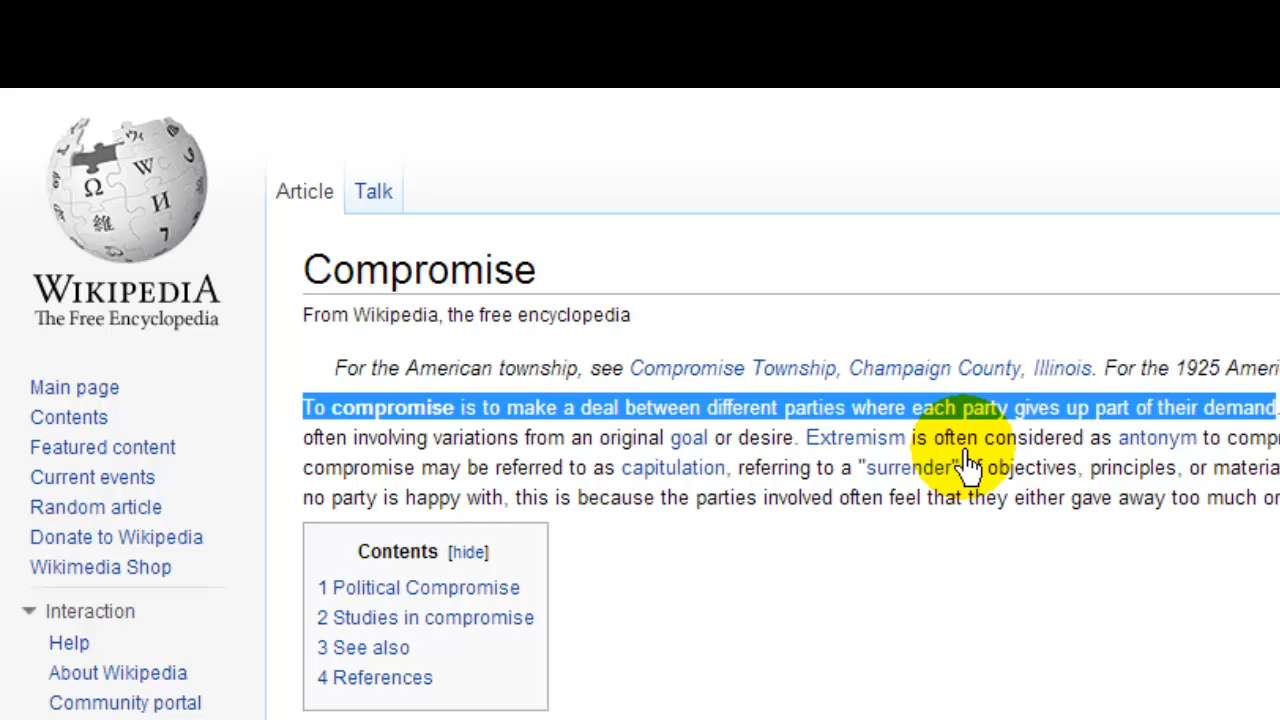 Article Talk
WIKIPEDIA
The Free Encyclopedia
Main page
Contents
Featured content
Current events
Random article
Donate to Wikipedia
Wikimedia Shop
Interaction
Help
About Wikipedia
Community portal
Compromise
From Wikipedia, the free encyclopedia
For the American township, see Compromise Township, Champaign County, Illinois. For the 1925 Ameri
To compromise is to make a deal between different parties where each party gives up part of their demand.
often involving variations from an original goal or desire. Extremism is often considered as antonym to comp
compromise may be referred to as capitulation, referring to a "surrender" of objectives, principles, or materia
no party is happy with, this is because the parties involved often feel that they either gave away too much or
Contents [hide]
1 Political Compromise
2 Studies in compromise
3 See also
4 References